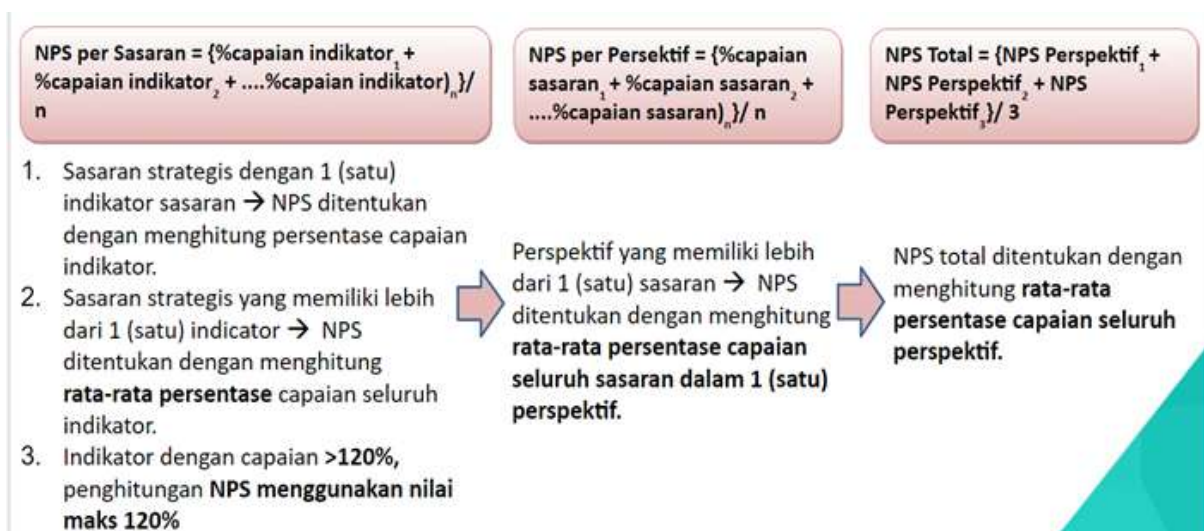 NPS per Sasaran = {%capaian indikator1 +
%capaian indikator2 + ....%capaian indikator)n}/
n
NPS per Persektif = {%capaian
sasaran1 + %capaian sasaran2 +
....%capaian sasaran)n}/ n
NPS Total = {NPS Perspektif1 +
NPS Perspektif2 + NPS
Perspektif3}/ 3
1. Sasaran strategis dengan 1 (satu)
indikator sasaran → NPS ditentukan
dengan menghitung persentase capaian
indikator.
2. Sasaran strategis yang memiliki lebih
dari 1 (satu) indicator → NPS
ditentukan dengan menghitung
rata-rata persentase capaian seluruh
indikator.
3. Indikator dengan capaian >120%,
penghitungan NPS menggunakan nilai
maks 120%
Perspektif yang memiliki lebih
dari 1 (satu) sasaran → NPS
ditentukan dengan menghitung
rata-rata persentase capaian
seluruh sasaran dalam 1 (satu)
perspektif.
NPS total ditentukan dengan
menghitung rata-rata
persentase capaian seluruh
perspektif.